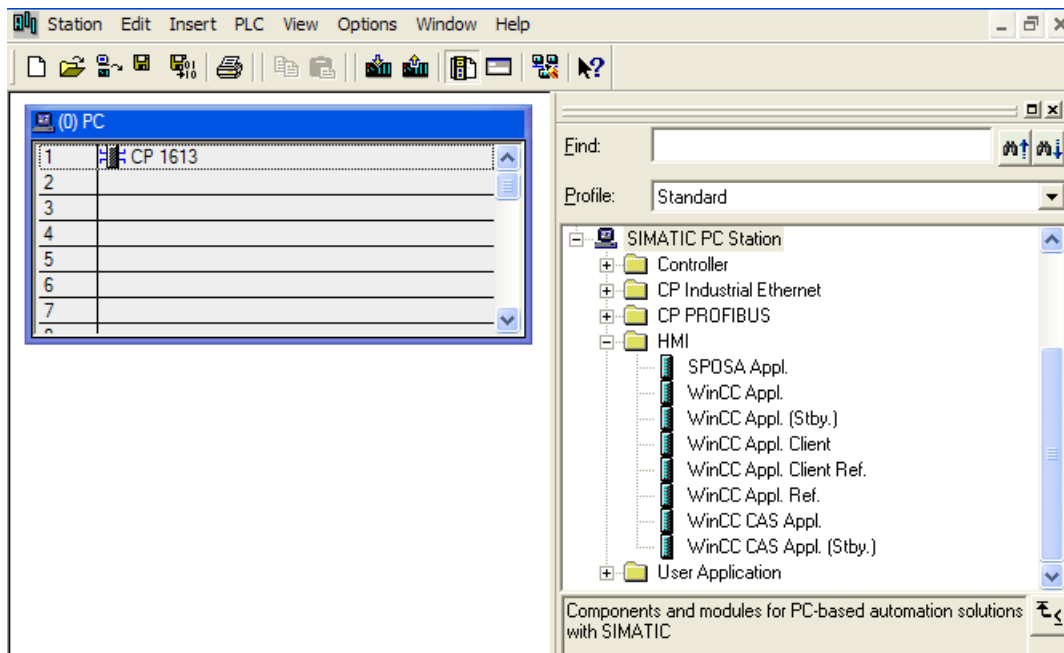 Station Edit Insert PLC View Options Window Help
(0) PC
1 CP 1613
2
3
4
5
6
7
Find:
Profile: Standard
SIMATIC PC Station
Controller
CP Industrial Ethernet
CP PROFIBUS
HMI
SPOSA Appl.
WinCC Appl.
WinCC Appl. (Stby.)
WinCC Appl. Client
WinCC Appl. Client Ref.
WinCC Appl. Ref.
WinCC CAS Appl.
WinCC CAS Appl. (Stby.)
User Application
Components and modules for PC-based automation solutions
with SIMATIC